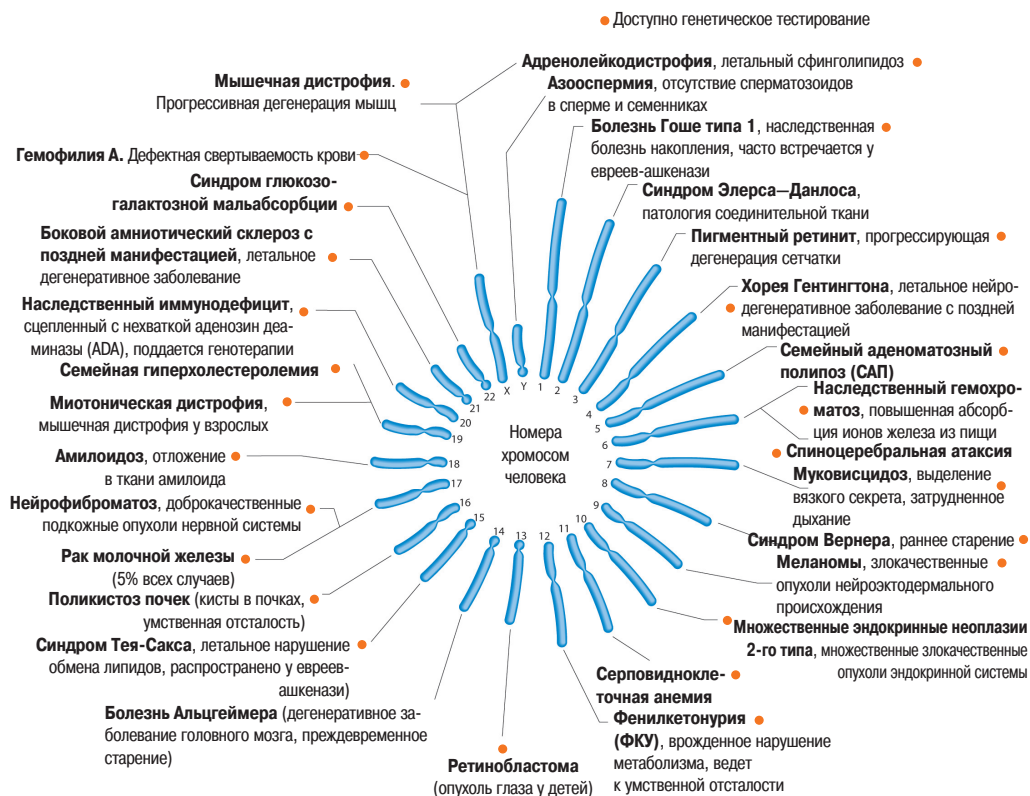 Доступно генетическое тестирование
Адренолейкодистрофия, летальный сфинголипидоз
Азооспермия, отсутствие сперматозоидов
в сперме и семенниках
Болезнь Гоше типа 1, наследственная
болезнь накопления, часто встречается у
евреев-ашкенази
Синдром Элерса—Данлоса,
патология соединительной ткани
Пигментный ретинит, прогрессирующая
дегенерация сетчатки
Хорея Гентингтона, летальное нейро-
дегенеративное заболевание с поздней
манифестацией
Семейный аденоматозный
полипоз (САП)
Наследственный гемохро-
матоз, повышенная абсорб-
ция ионов железа из пищи
Спиноцеребральная атаксия
Муковисцидоз, выделение
вязкого секрета, затрудненное
дыхание
Синдром Вернера, раннее старение
Меланомы, злокачественные
опухоли нейроэктодермального
происхождения
Множественные эндокринные неоплазии
2-го типа, множественные злокачественные
опухоли эндокринной системы
Серповиднокле-
точная анемия
Фенилкетонурия
(ФКУ), врожденное нарушение
метаболизма, ведет
к умственной отсталости
Ретинобластома
(опухоль глаза у детей)
Болезнь Альцгеймера (дегенеративное за-
болевание головного мозга, преждевременное
старение)
Синдром Тея-Сакса, летальное нарушение
обмена липидов, распространено у евреев-
ашкенази)
Поликистоз почек (кисты в почках,
умственная отсталость)
Рак молочной железы
(5% всех случаев)
Нейрофиброматоз, доброкачественные
подкожные опухоли нервной системы
Амилоидоз, отложение
в ткани амилоида
Миотоническая дистрофия,
мышечная дистрофия у взрослых
Семейная гиперхолестеролемия
Наследственный иммунодефицит,
сцепленный с нехваткой аденозин деа-
миназы (ADA), поддается генотерапии
Боковой амниотический склероз с
поздней манифестацией, летальное
дегенеративное заболевание
Синдром глюкозо-
галактозной мальабсорбции
Гемофилия А. Дефектная свертываемость крови
Мышечная дистрофия.
Прогрессивная дегенерация мышц
Номера
хромосом
человека
1
2
3
4
5
6
7
8
9
10
11
12
13
14
15
16
17
18
19
20
21
22
X
Y